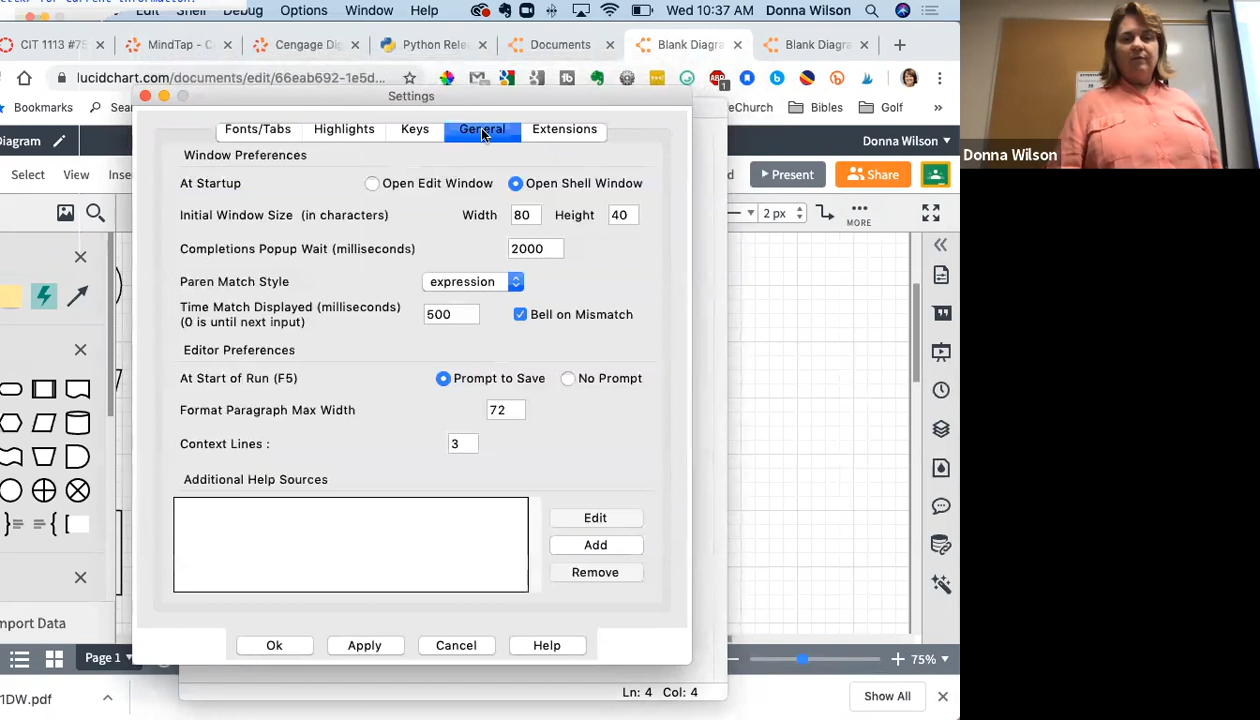 Edit Shell Debug Options Window Help Wed 10:37 AM Donna Wilson
CIT 1113 #75 MindTap - C Cengage Dig Python Rele Documents Blank Diagra Blank Diagra
lucidchart.com/documents/edit/66eab692-1e5d...
Bookmarks Sear Church Bibles Golf
Settings
Diagram Donna Wilson
Fonts/Tabs Highlights Keys General Extensions
Window Preferences
Select View Inse Present Share
At Startup Open Edit Window Open Shell Window
Initial Window Size (in characters) Width 80 Height 40
2 px MORE
Completions Popup Wait (milliseconds) 2000
Paren Match Style expression
Time Match Displayed (milliseconds)
(0 is until next input) 500 Bell on Mismatch
Editor Preferences
At Start of Run (F5) Prompt to Save No Prompt
Format Paragraph Max Width 72
Context Lines : 3
Additional Help Sources
Edit
Add
Remove
mport Data
Ok Apply Cancel Help
Page 1 75%
Ln: 4 Col: 4
1DW.pdf Show All
Donna Wilson